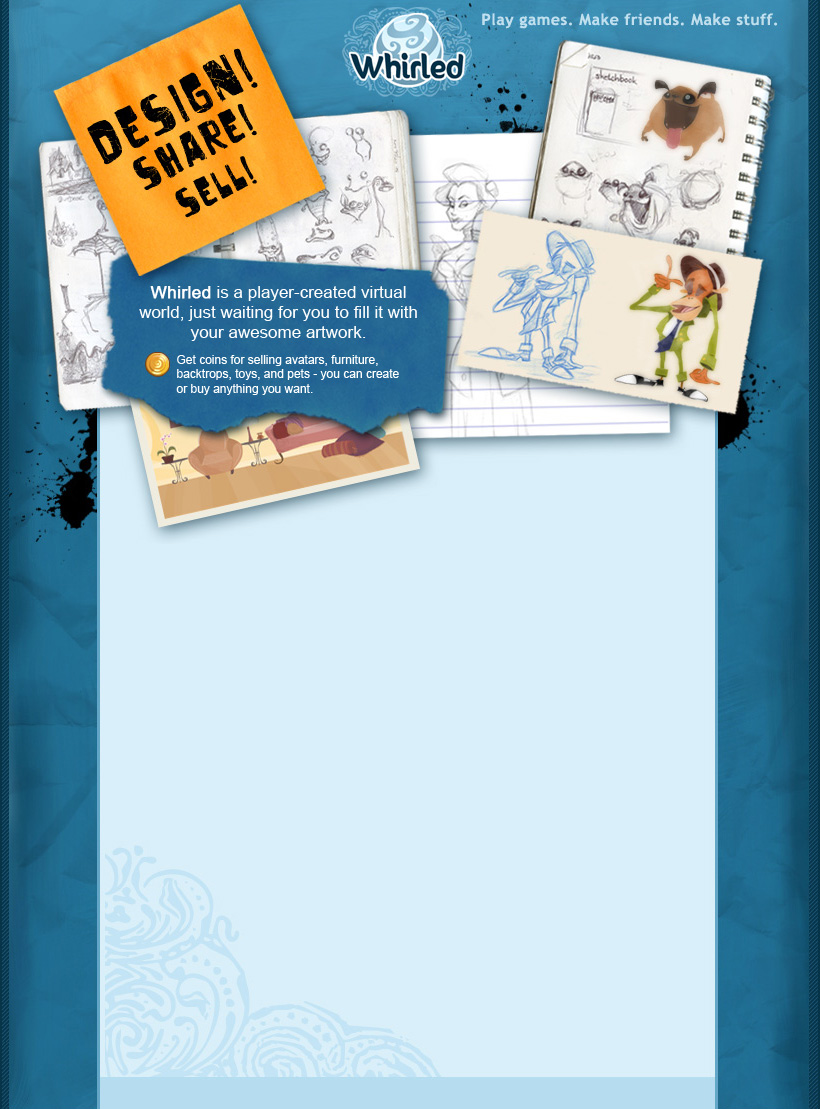 Play games. Make friends. Make stuff.
Whirled
DESIGN!
SHARE!
SELL!
sketchbook
Whirled is a player-created virtual
world, just waiting for you to fill it with
your awesome artwork.
Get coins for selling avatars, furniture,
backtrops, toys, and pets - you can create
or buy anything you want.